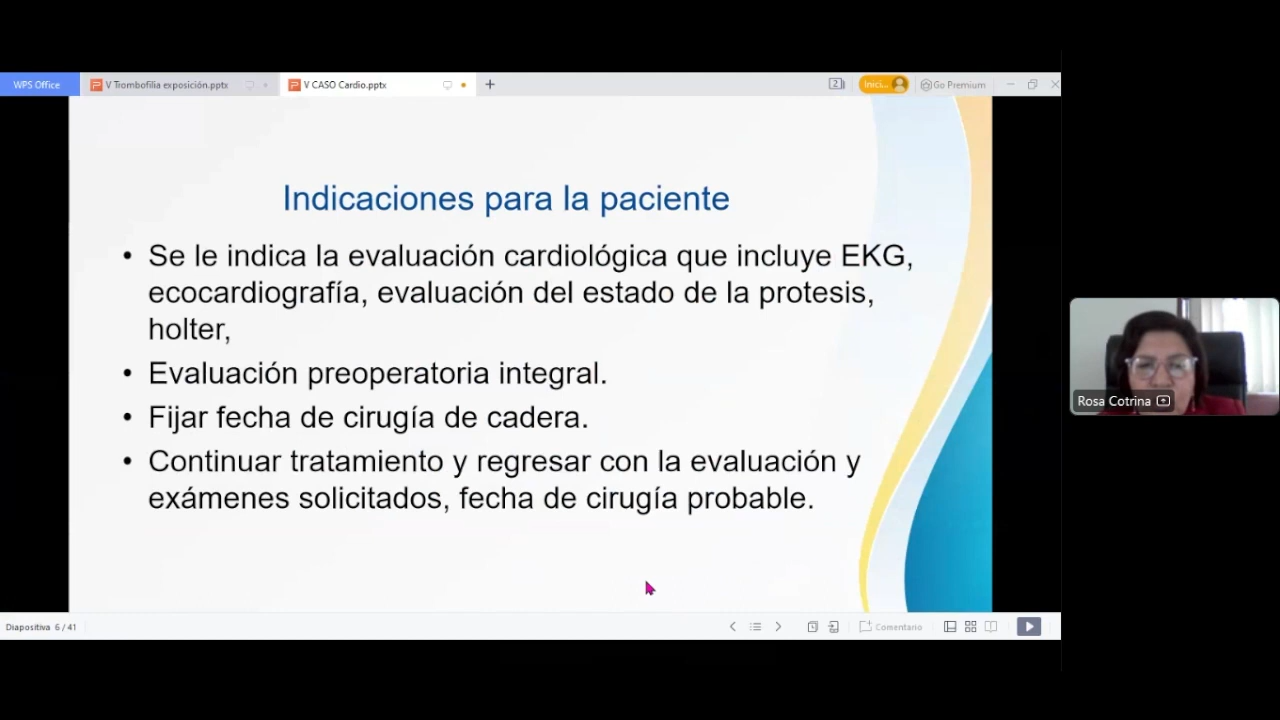 WPS Office
V Trombofilia exposición.pptx
V CASO Cardio.pptx
2
Inici...
Go Premium
Indicaciones para la paciente
• Se le indica la evaluación cardiológica que incluye EKG,
ecocardiografía, evaluación del estado de la protesis,
holter,
• Evaluación preoperatoria integral.
• Fijar fecha de cirugía de cadera.
• Continuar tratamiento y regresar con la evaluación y
exámenes solicitados, fecha de cirugía probable.
Rosa Cotrina
Diapositiva 6 / 41
Comentario